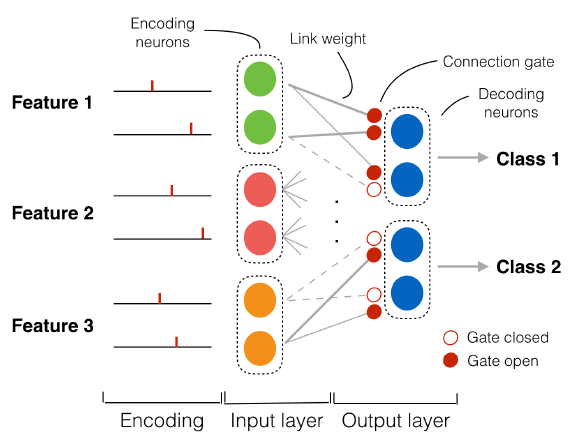 Encoding
neurons
Link weight
Connection gate
Decoding
neurons
Feature 1
Class 1
Feature 2
Class 2
Feature 3
Gate closed
Gate open
Encoding
Input layer
Output layer